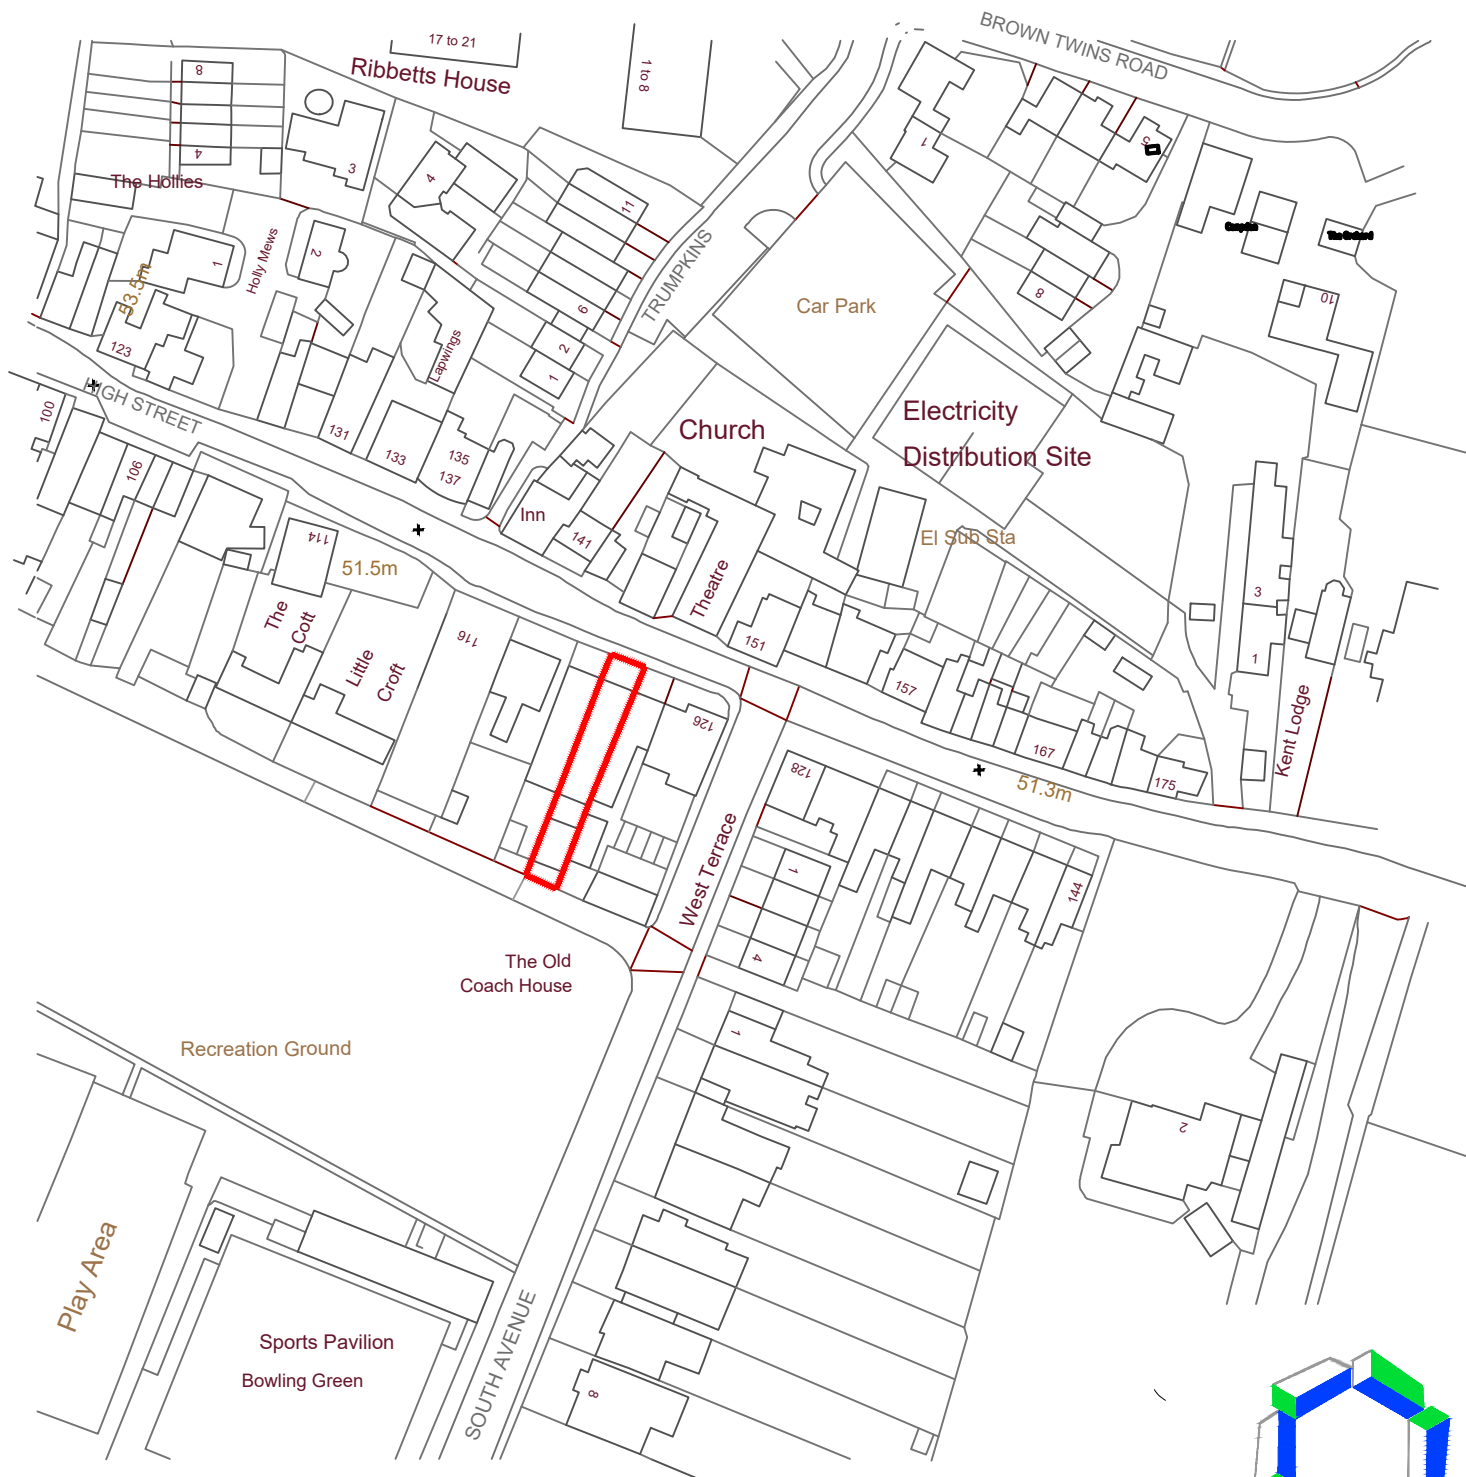 BROWN TWINS ROAD
17 to 21
Ribbetts House
1 to 8
8
4
The Hollies
3
4
11
1
5
Holly Mews
2
1
53.5m
TRUMPKINS
Car Park
8
The Orchard
10
6
2
1
123
Lapwings
HIGH STREET
100
131
133
135
137
106
Church
Electricity
Distribution Site
Inn
141
El Sub Sta
114
51.5m
The
Cott
Little
Croft
116
Theatre
151
157
3
1
Kent Lodge
126
128
167
175
51.3m
West Terrace
1
4
144
The Old
Coach House
Recreation Ground
1
2
Play Area
Sports Pavilion
Bowling Green
SOUTH AVENUE
8